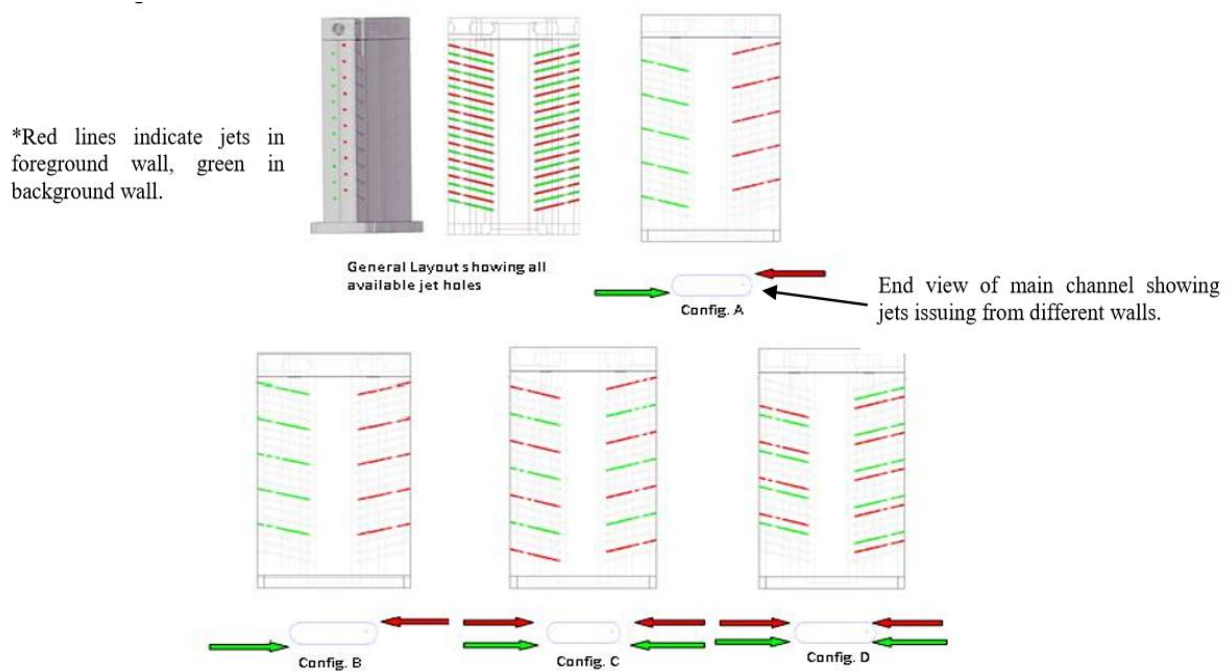 *Red lines indicate jets in
foreground wall, green in
background wall.
General Layout showing all
available jet holes
End view of main channel showing
jets issuing from different walls.
Config. A
Config. B
Config. C
Config. D